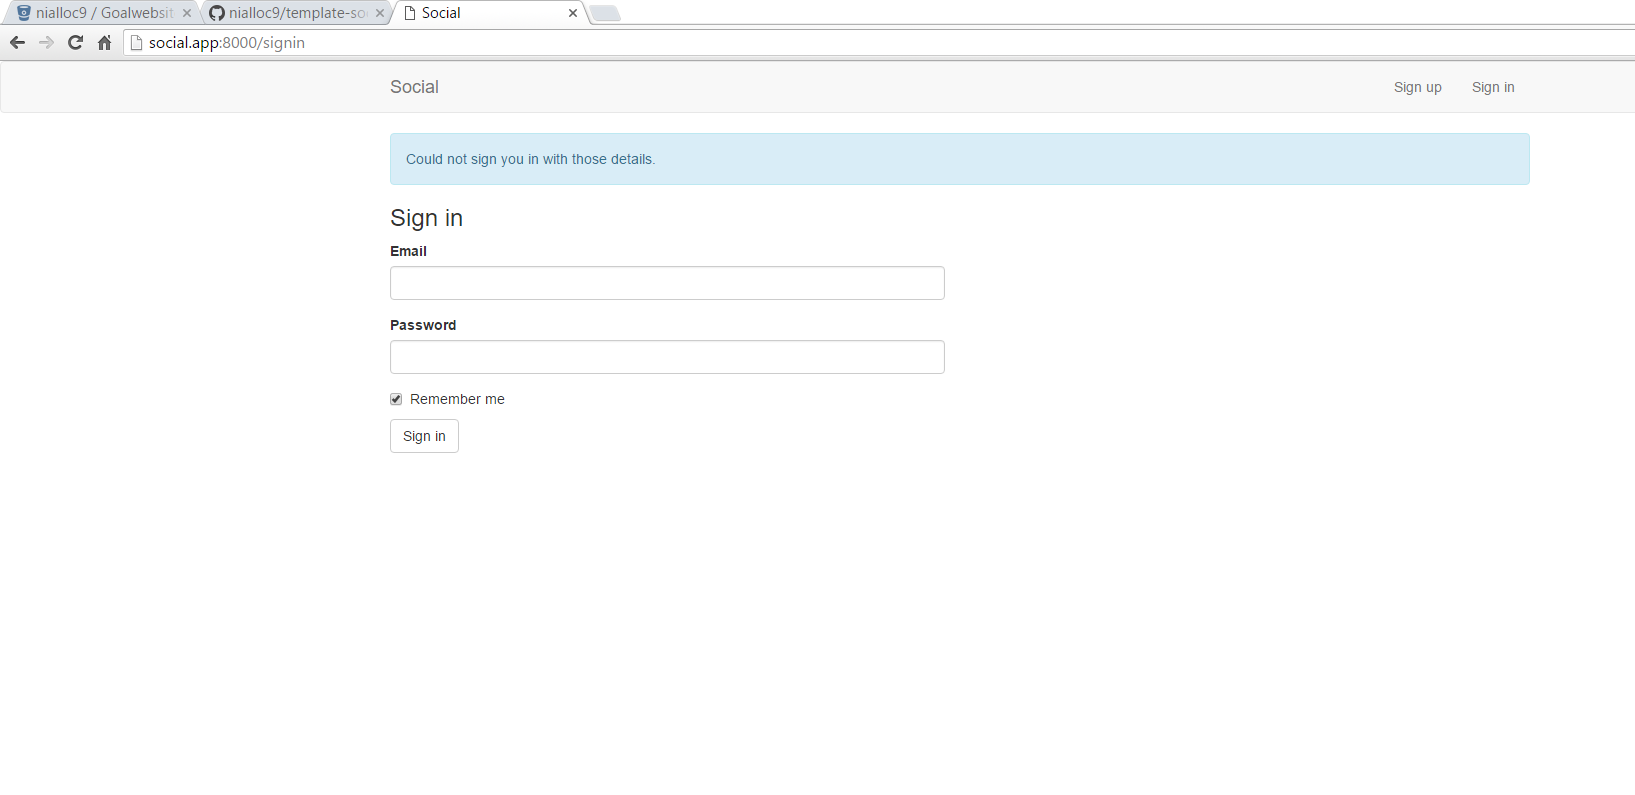 nialloc9 / Goalwebsit
nialloc9/template-so
Social
social.app:8000/signin
Social
Sign up
Sign in
Could not sign you in with those details.
Sign in
Email
Password
Remember me
Sign in